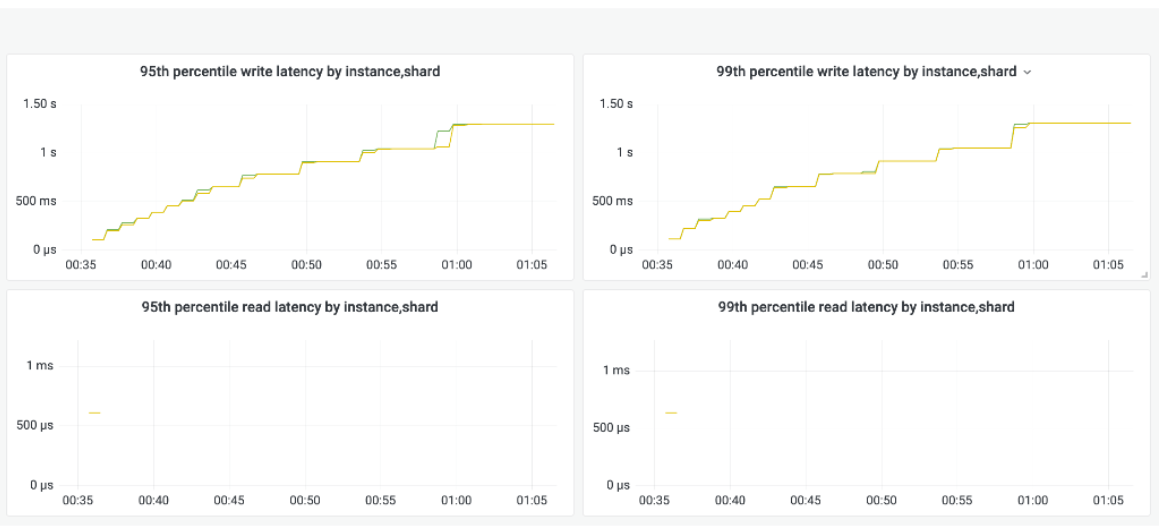 95th percentile write latency by instance,shard
1.50 s
1 s
500 ms
0 µs
00:35 00:40 00:45 00:50 00:55 01:00 01:05
99th percentile write latency by instance,shard
1.50 s
1 s
500 ms
0 µs
00:35 00:40 00:45 00:50 00:55 01:00 01:05
95th percentile read latency by instance,shard
1 ms
500 µs
0 µs
00:35 00:40 00:45 00:50 00:55 01:00 01:05
99th percentile read latency by instance,shard
1 ms
500 µs
0 µs
00:35 00:40 00:45 00:50 00:55 01:00 01:05